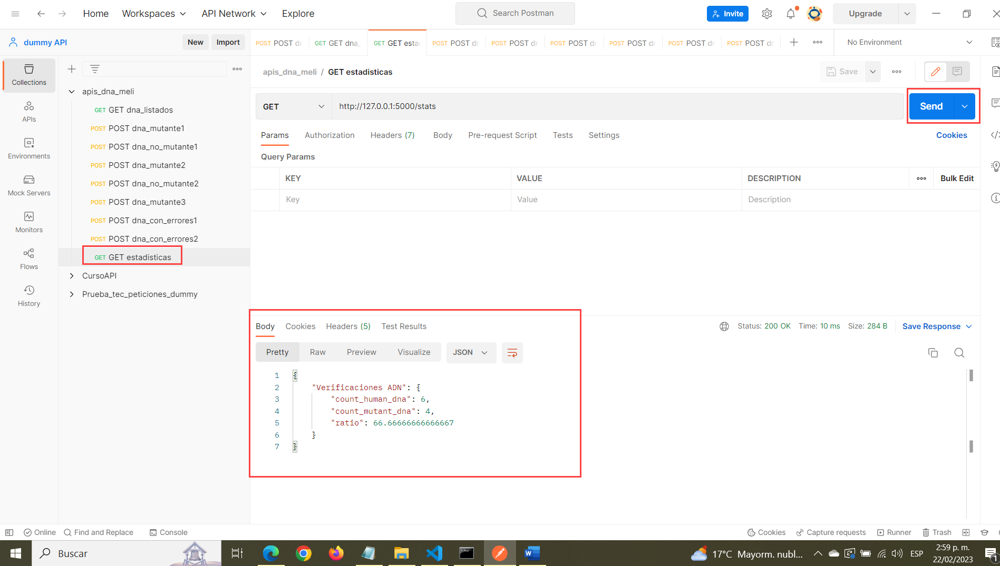 Home Workspaces API Network Explore Search Postman Invite Upgrade
dummy API New Import
POST POST dr GET GET dna_ GET GET esta POST POST dr POST POST dr POST POST dr POST POST dr POST POST dr POST POST dr No Environment
Collections
APIs
Environments
Mock Servers
Monitors
Flows
History
apis_dna_meli
GET GET dna_listados
POST POST dna_mutante1
POST POST dna_no_mutante1
POST POST dna_mutante2
POST POST dna_no_mutante2
POST POST dna_mutante3
POST POST dna_con_errores1
POST POST dna_con_errores2
GET GET estadisticas
CursoAPI
Prueba_tec_peticiones_dummy
apis_dna_meli / GET estadisticas Save
GET http://127.0.0.1:5000/stats Send
Params Authorization Headers (7) Body Pre-request Script Tests Settings Cookies
Query Params
KEY VALUE DESCRIPTION Bulk Edit
Key Value Description
Body Cookies Headers (5) Test Results Status: 200 OK Time: 10 ms Size: 284 B Save Response
Pretty Raw Preview Visualize JSON
1 {
2 "Verificaciones ADN": {
3 "count_human_dna": 6,
4 "count_mutant_dna": 4,
5 "ratio": 66.66666666666667
6 }
7 }
Online Find and Replace Console Cookies Capture requests Runner Trash
Buscar 17°C Mayorm. nubl... ESP 2:59 p. m.
22/02/2023 1